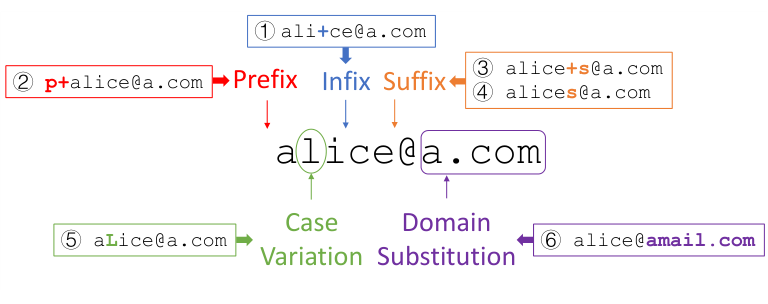 ① ali+ce@a.com
② p+alice@a.com
Prefix
Infix
Suffix
③ alice+s@a.com
④ alices@a.com
alice@a.com
⑤ aLice@a.com
Case
Variation
Domain
Substitution
⑥ alice@amail.com